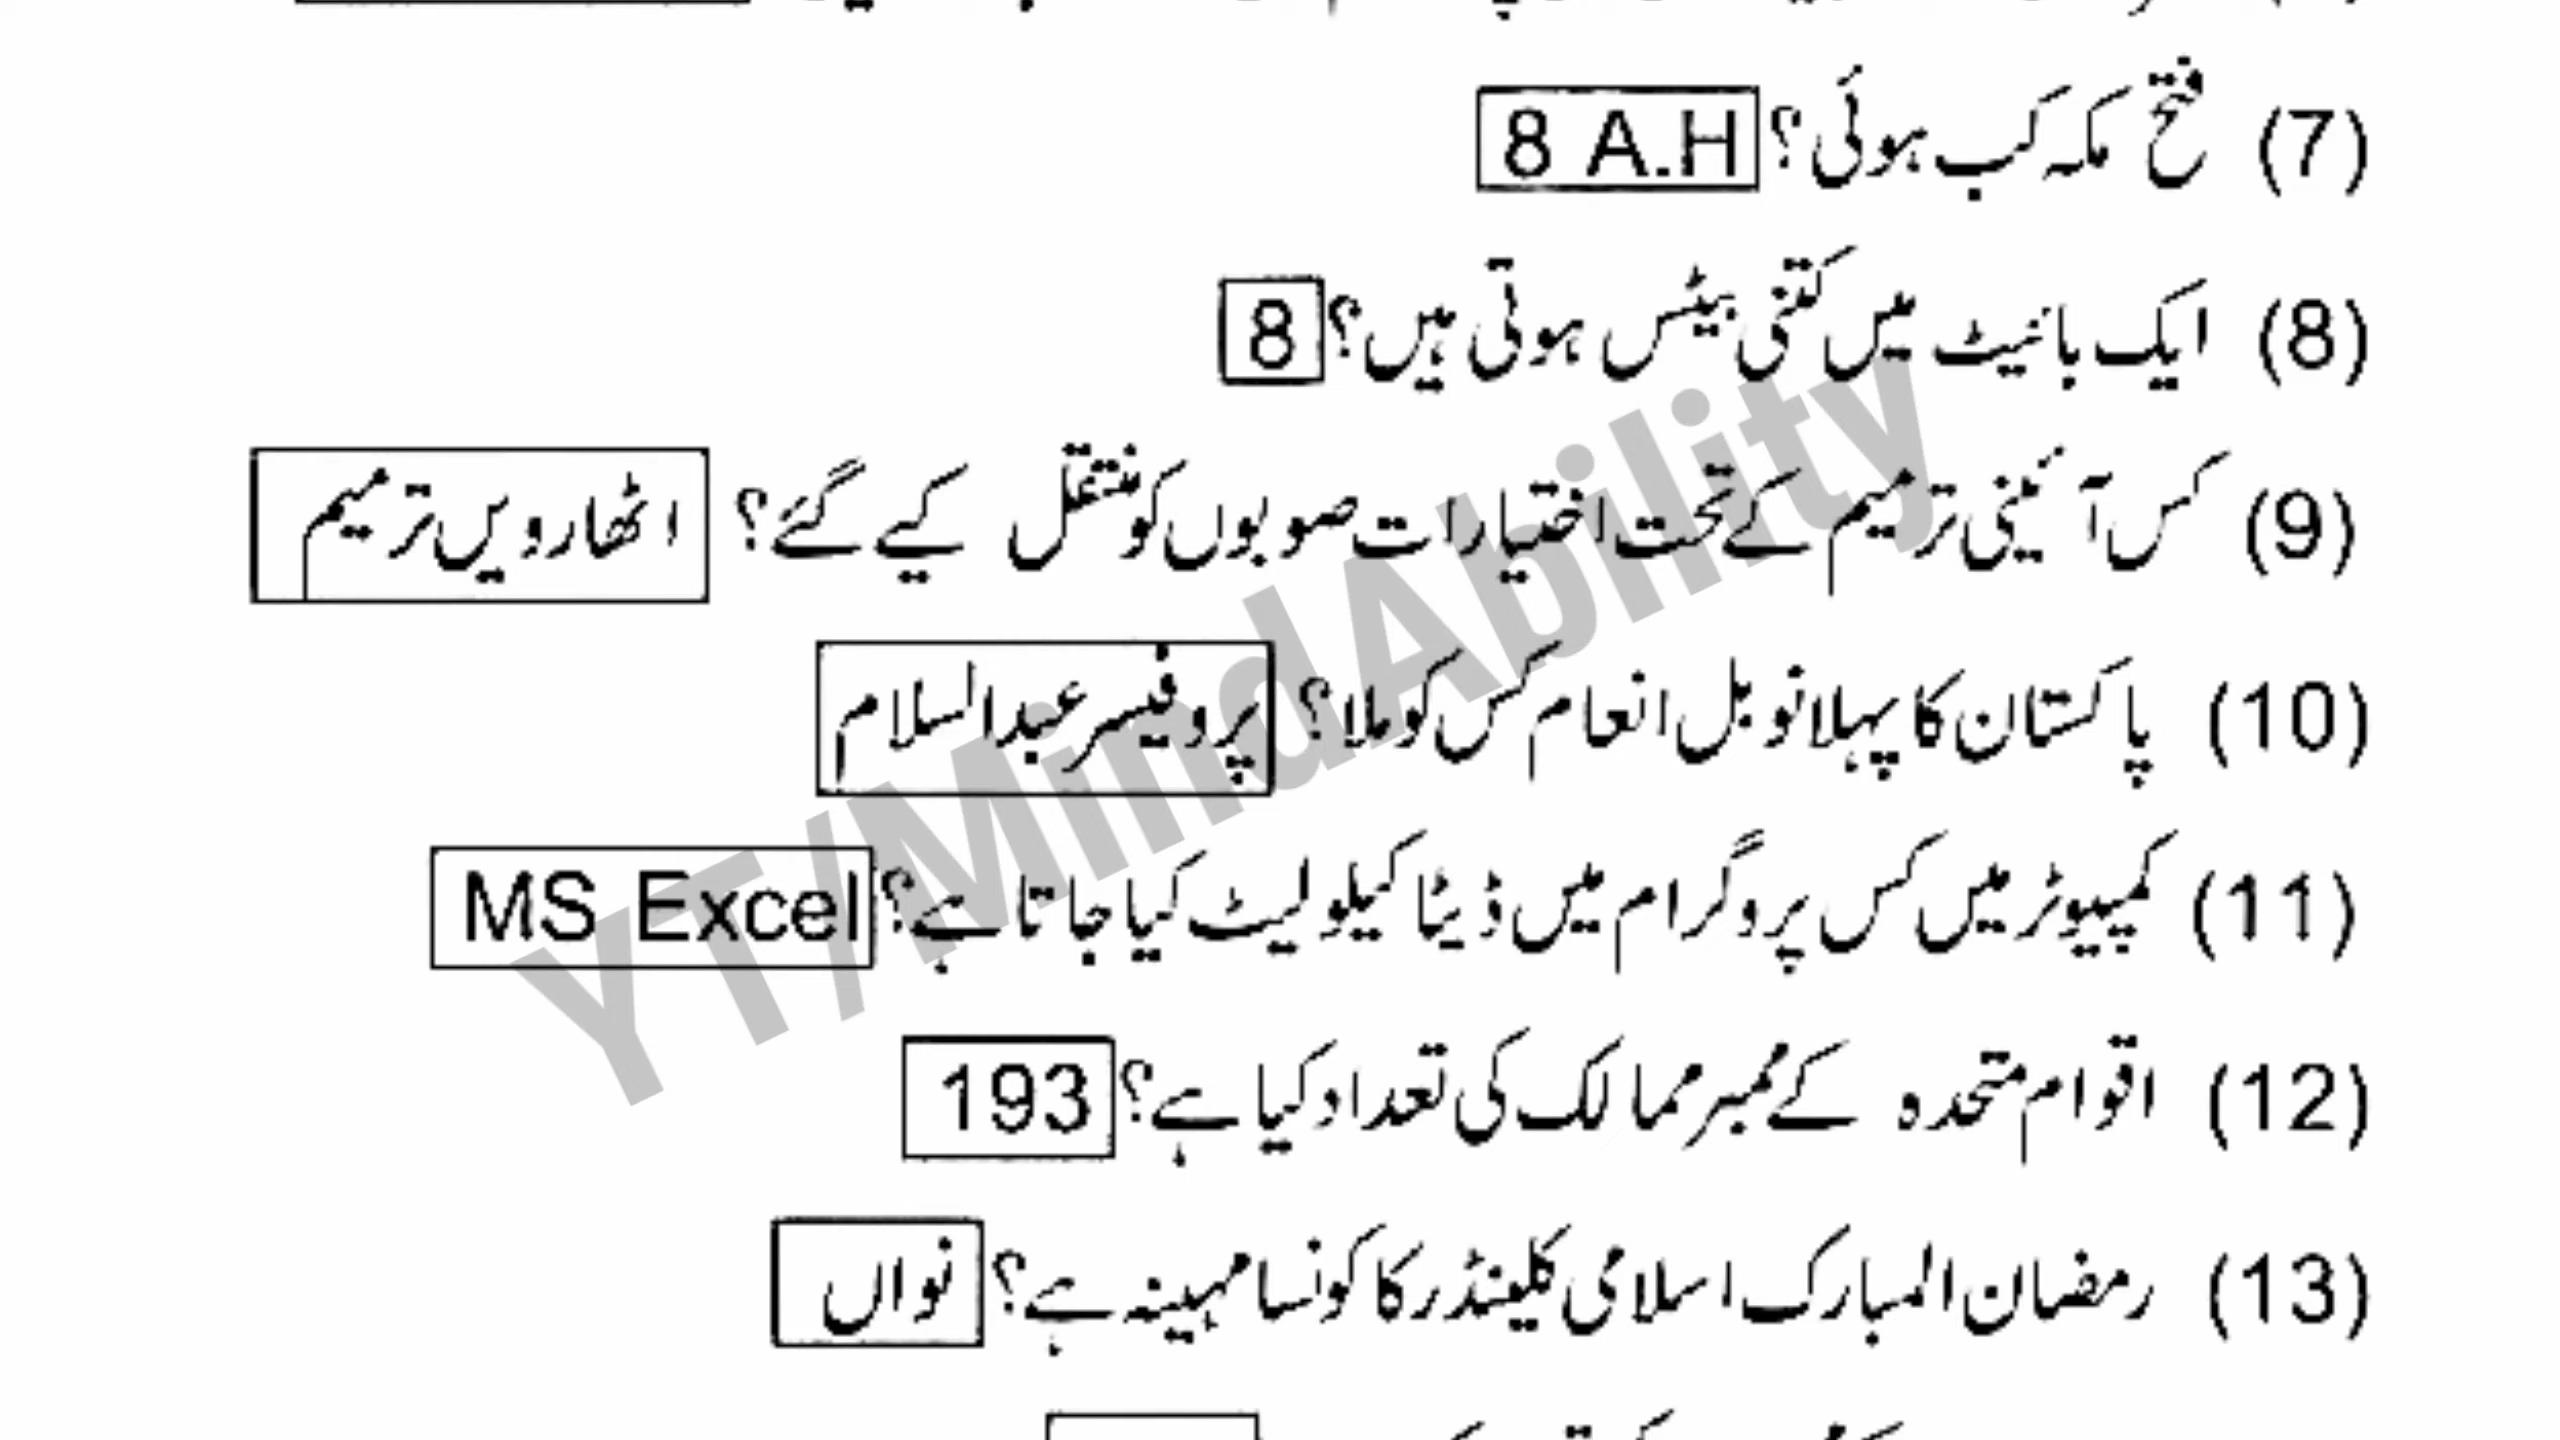 (7) فتح مکہ کب ہوئی؟ 8 A.H
(8) ایک بائیٹ میں کتنی بیٹس ہوتی ہیں؟ 8
(9) کس آئینی ترمیم کے تحت اختیارات صوبوں کو منتقل کیے گئے؟ اٹھارویں ترمیم
(10) پاکستان کا پہلا نوبل انعام کس کو ملا؟ پروفیسر عبدالسلام
(11) کمپیوٹر میں کس پروگرام میں ڈیٹا کیلولیٹ کیا جاتا ہے؟ MS Excel
(12) اقوام متحدہ کے ممبر ممالک کی تعداد کیا ہے؟ 193
(13) رمضان المبارک اسلامی کلینڈر کا کونسا مہینہ ہے؟ نواں
YT/MindAbility